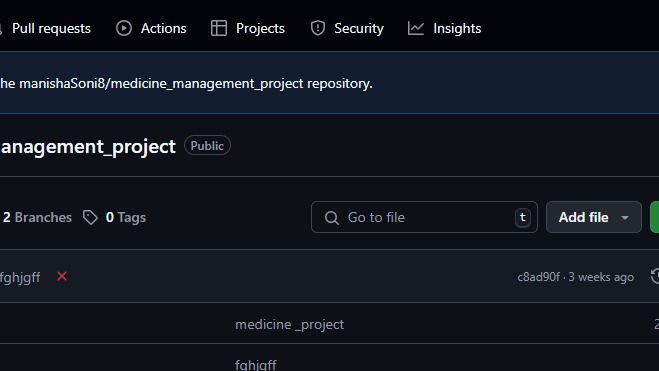 Pull requests Actions Projects Security Insights
he manishaSoni8/medicine_management_project repository.
anagement_project Public
2 Branches 0 Tags Go to file t Add file
fghjgff c8ad90f · 3 weeks ago
medicine _project 2
fghjgff